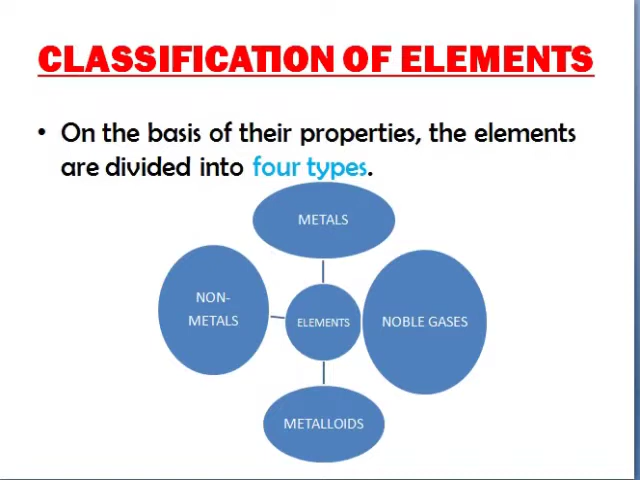 CLASSIFICATION OF ELEMENTS
• On the basis of their properties, the elements
are divided into four types.
METALS
NON-
METALS
ELEMENTS
NOBLE GASES
METALLOIDS